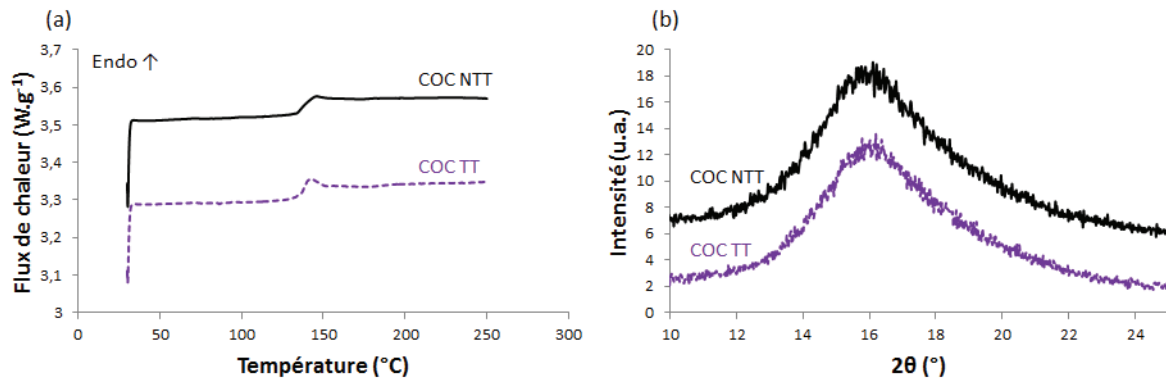 (a)
Flux de chaleur (W.g⁻¹)
3,7
3,6
3,5
3,4
3,3
3,2
3,1
3
Endo ↑
COC NTT
COC TT
0 50 100 150 200 250 300
Température (°C)
(b)
Intensité (u.a.)
20
18
16
14
12
10
8
6
4
2
0
COC NTT
COC TT
10 12 14 16 18 20 22 24
2θ (°)